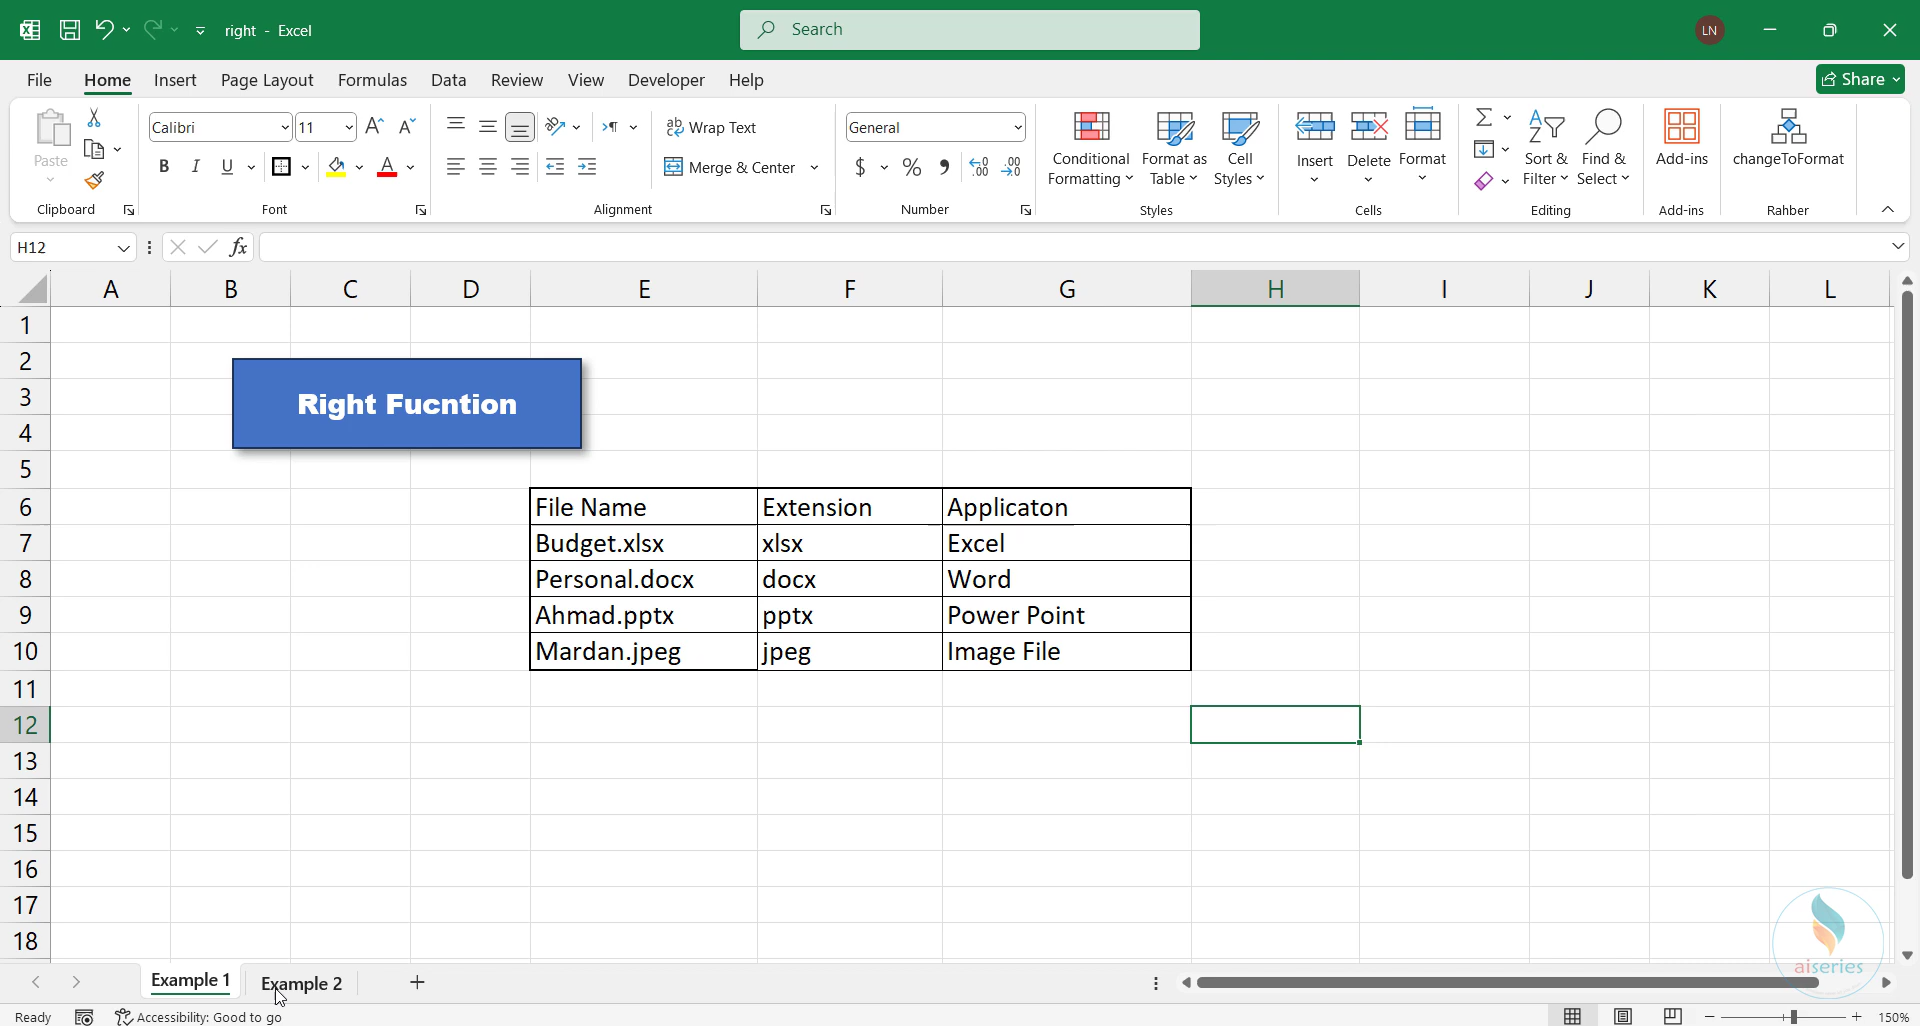 right - Excel
Search
LN
File Home Insert Page Layout Formulas Data Review View Developer Help
Share
Paste
Clipboard
Calibri 11
B I U
Font
Wrap Text
Merge & Center
Alignment
General
$ % ,
Number
Conditional Formatting
Format as Table
Cell Styles
Styles
Insert Delete Format
Cells
Sort & Filter
Find & Select
Editing
Add-ins
Add-ins
changeToFormat
Rahber
H12
fx
A B C D E F G H I J K L
1
2
3
4
5
6
7
8
9
10
11
12
13
14
15
16
17
18
Right Fucntion
File Name Extension Applicaton
Budget.xlsx xlsx Excel
Personal.docx docx Word
Ahmad.pptx pptx Power Point
Mardan.jpeg jpeg Image File
aiseries
Example 1 Example 2
Ready
Accessibility: Good to go
150%